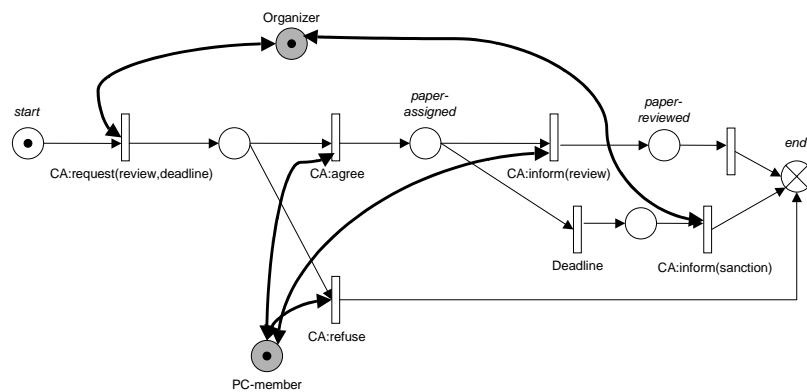 Organizer
start
paper-
assigned
paper-
reviewed
end
CA:request(review,deadline)
CA:agree
CA:inform(review)
Deadline
CA:inform(sanction)
CA:refuse
PC-member